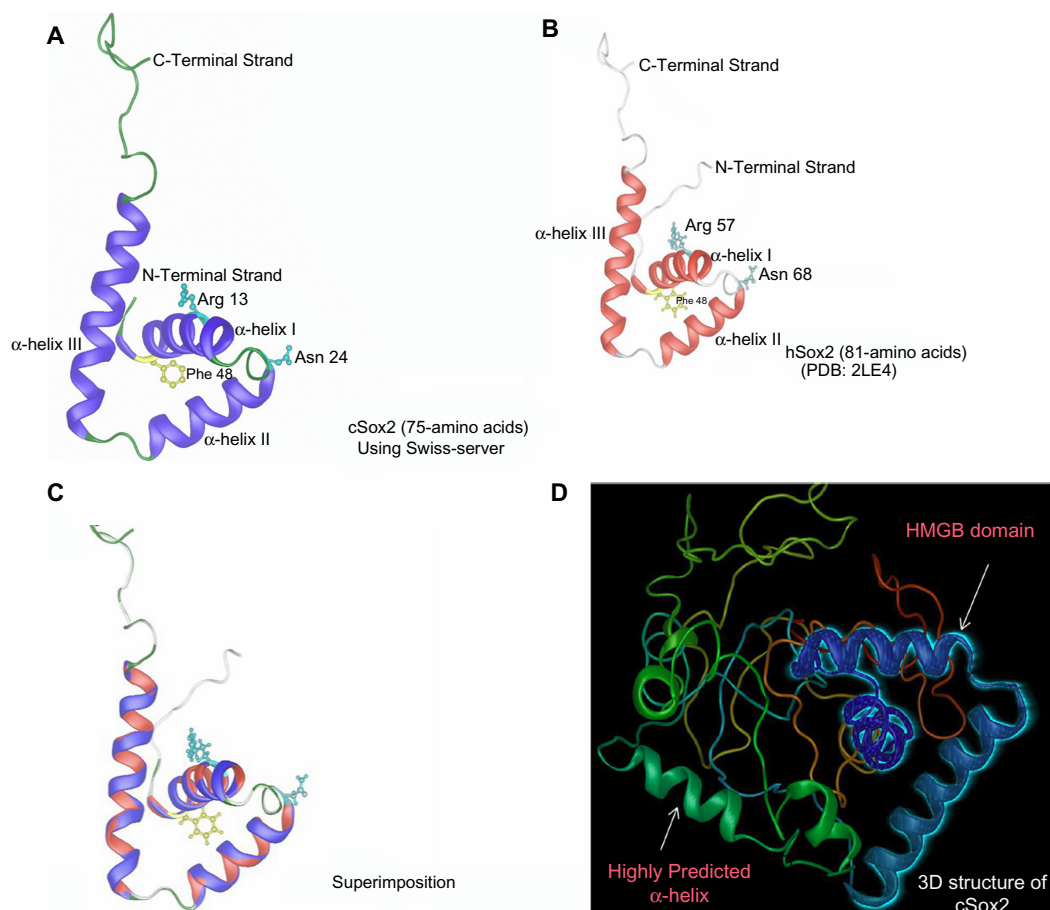 A
C-Terminal Strand
N-Terminal Strand
Arg 13
α-helix I
α-helix III
Asn 24
Phe 48
α-helix II
cSox2 (75-amino acids)
Using Swiss-server
B
C-Terminal Strand
N-Terminal Strand
Arg 57
α-helix III
α-helix I
Asn 68
Phe 48
α-helix II
hSox2 (81-amino acids)
(PDB: 2LE4)
C
Superimposition
D
HMGB domain
Highly Predicted
α-helix
3D structure of
cSox2